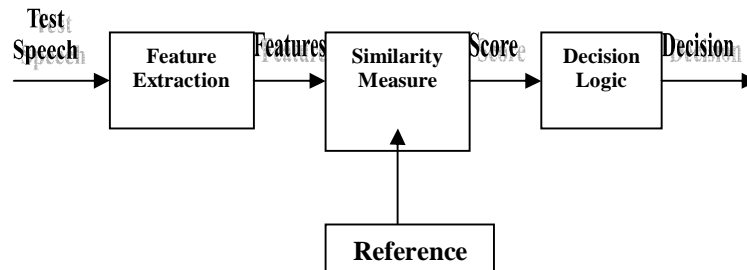 Test
Speech
Feature
Extraction
Features
Similarity
Measure
Score
Decision
Logic
Decision
Reference